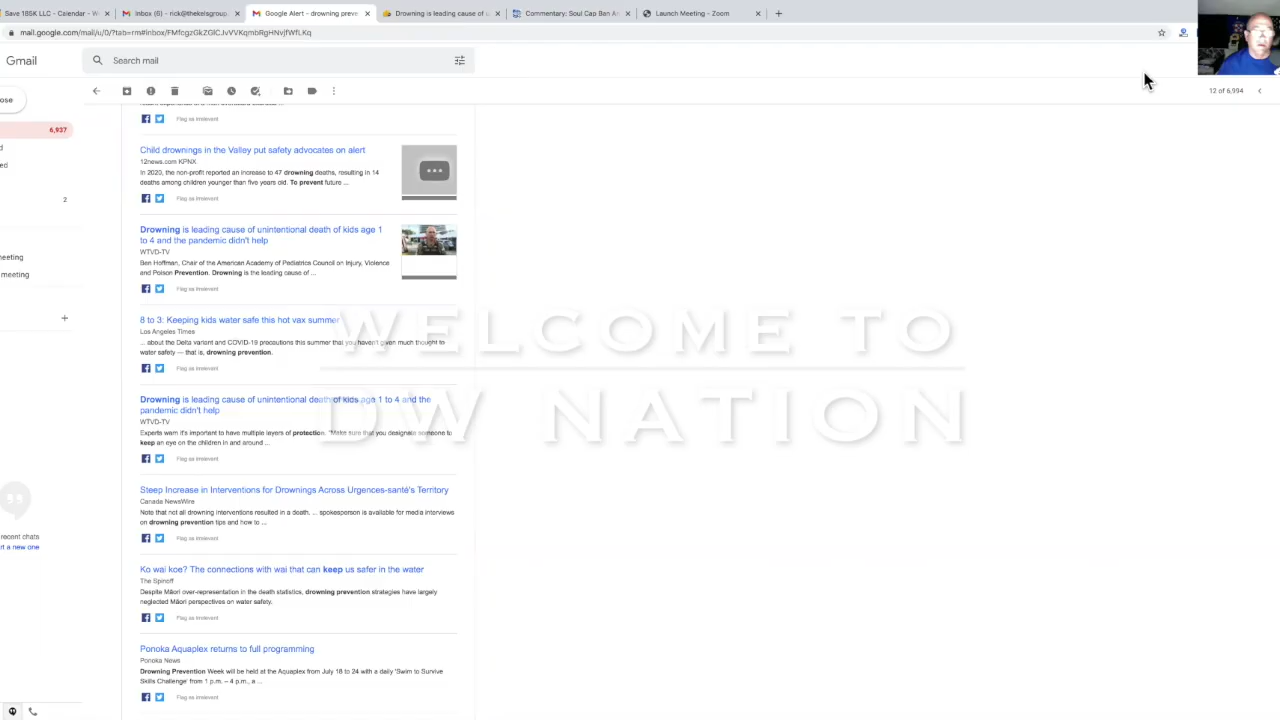 Save 185K LLC - Calendar - W
Inbox (6) - rick@thekelsgroup.
Google Alert - drowning preve
Drowning is leading cause of u
Commentary: Soul Cap Ban A
Launch Meeting - Zoom
mail.google.com/mail/u/0/?tab=rm#inbox/
Gmail
Search mail
ose
12 of 6,994
6,937
d
ed
2
eeting
meeting
recent chats
rt a new one
Flag as irrelevant
Child drownings in the Valley put safety advocates on alert
12news.com KPNX
In 2020, the non-profit reported an increase to 47 drowning deaths, resulting in 14
deaths among children younger than five years old. To prevent future ...
Flag as irrelevant
Drowning is leading cause of unintentional death of kids age 1
to 4 and the pandemic didn't help
WTVD-TV
Ben Hoffman, Chair of the American Academy of Pediatrics Council on Injury, Violence
and Poison Prevention. Drowning is the leading cause of ...
Flag as irrelevant
8 to 3: Keeping kids water safe this hot vax summer
Los Angeles Times
... about the Delta variant and COVID-19 precautions this summer that you haven't given much thought to
water safety — that is, drowning prevention.
Flag as irrelevant
WELCOME TO
DW NATION
Drowning is leading cause of unintentional death of kids age 1 to 4 and the
pandemic didn't help
WTVD-TV
Experts warn it's important to have multiple layers of protection. "Make sure that you designate someone to
keep an eye on the children in and around ...
Flag as irrelevant
Steep Increase in Interventions for Drownings Across Urgences-santé's Territory
Canada NewsWire
Note that not all drowning interventions resulted in a death. ... spokesperson is available for media interviews
on drowning prevention tips and how to ...
Flag as irrelevant
Ko wai koe? The connections with wai that can keep us safer in the water
The Spinoff
Despite Māori over-representation in the death statistics, drowning prevention strategies have largely
neglected Māori perspectives on water safety.
Flag as irrelevant
Ponoka Aquaplex returns to full programming
Ponoka News
Drowning Prevention Week will be held at the Aquaplex from July 18 to 24 with a daily 'Swim to Survive
Skills Challenge' from 1 p.m. – 4 p.m., a ...
Flag as irrelevant